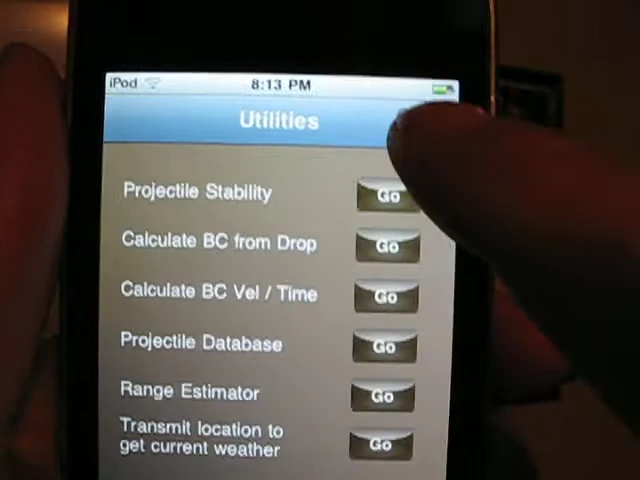 iPod 8:13 PM
Utilities
Projectile Stability Go
Calculate BC from Drop Go
Calculate BC Vel / Time Go
Projectile Database Go
Range Estimator Go
Transmit location to
get current weather Go